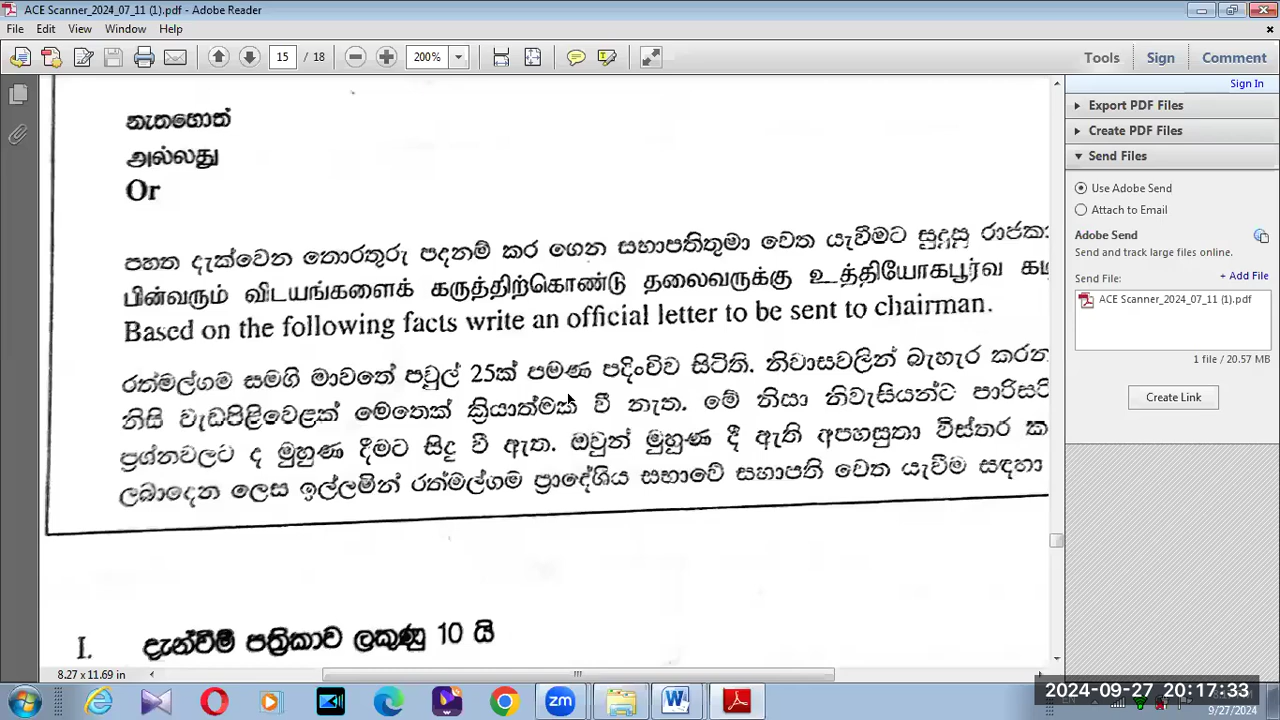 ACE Scanner_2024_07_11 (1).pdf - Adobe Reader
File Edit View Window Help
15 / 18 200% Tools Sign Comment
Sign In
Export PDF Files
Create PDF Files
Send Files
Use Adobe Send
Attach to Email
Adobe Send
Send and track large files online.
Send File: + Add File
ACE Scanner_2024_07_11 (1).pdf
1 file / 20.57 MB
Create Link
නැතහොත්
அல்லது
Or
පහත දැක්වෙන තොරතුරු පදනම් කර ගෙන සභාපතිතුමා වෙත යැවීමට සුදුසු රාජකා
பின்வரும் விடயங்களைக் கருத்திற்கொண்டு தலைவருக்கு உத்தியோகபூர்வ கடி
Based on the following facts write an official letter to be sent to chairman.
රත්මල්ගම සමගි මාවතේ පවුල් 25ක් පමණ පදිංචිව සිටිති. නිවාසවලින් බැහැර කරන
නිසි වැඩපිළිවෙළක් මෙතෙක් ක්‍රියාත්මක් වී නැත. මේ නියා නිවැසියන්ට පාරිසරි
ප්‍රශ්නවලට ද මුහුණ දීමට සිදු වී ඇත. ඔවුන් මුහුණ දී ඇති අපහසුතා විස්තර ක
ලබාදෙන ලෙස ඉල්ලමින් රත්මල්ගම ප්‍රාදේශිය සභාවේ සභාපති වෙත යැවීම සඳහා
I. දැන්වීම් පත්‍රිකාව ලකුණු 10 යි
8.27 x 11.69 in
2024-09-27 20:17:33
9/27/2024